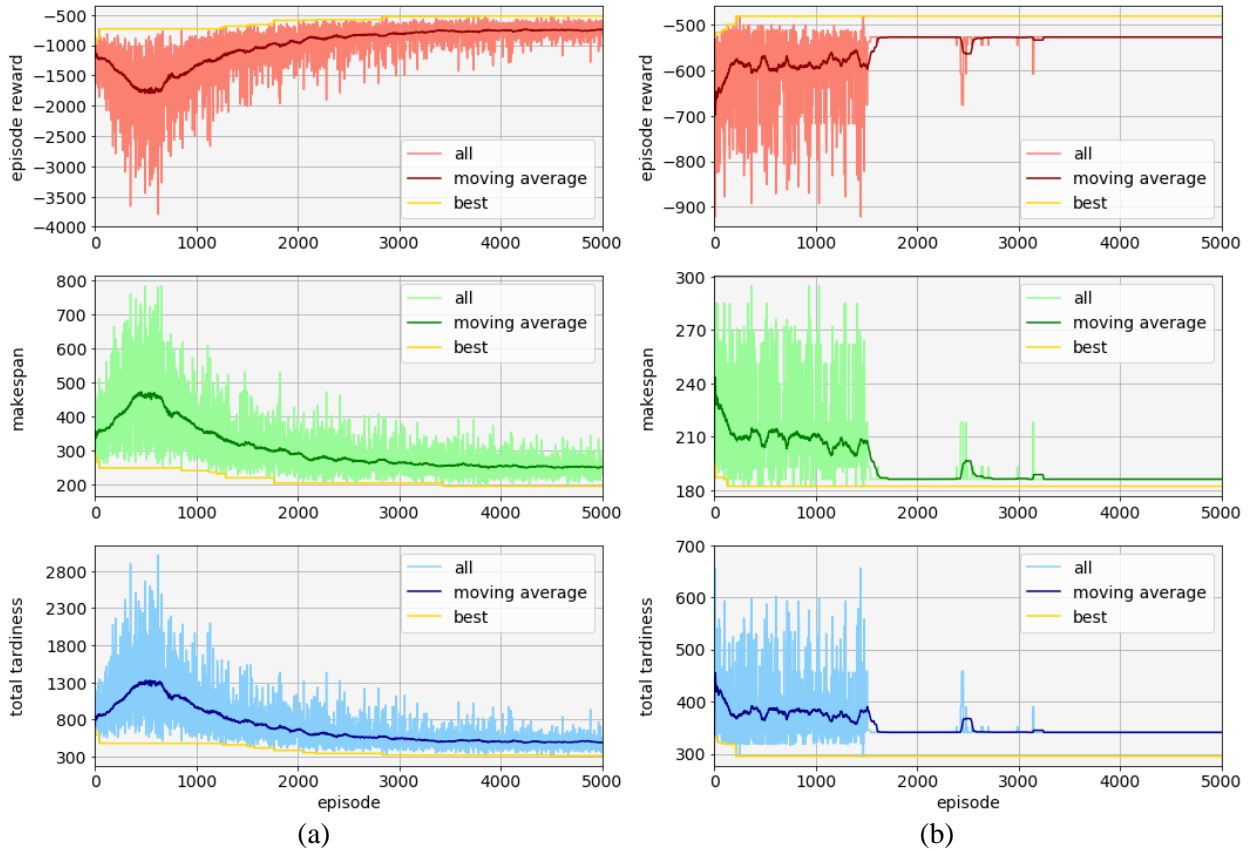 −500
−1000
−1500
−2000
−2500
−3000
−3500
−4000
episode reward
all
moving average
best
0 1000 2000 3000 4000 5000
800
700
600
500
400
300
200
makespan
all
moving average
best
0 1000 2000 3000 4000 5000
2800
2300
1800
1300
800
300
total tardiness
all
moving average
best
0 1000 2000 3000 4000 5000
episode
(a)
−500
−600
−700
−800
−900
episode reward
all
moving average
best
0 1000 2000 3000 4000 5000
300
270
240
210
180
makespan
all
moving average
best
0 1000 2000 3000 4000 5000
700
600
500
400
300
total tardiness
all
moving average
best
0 1000 2000 3000 4000 5000
episode
(b)